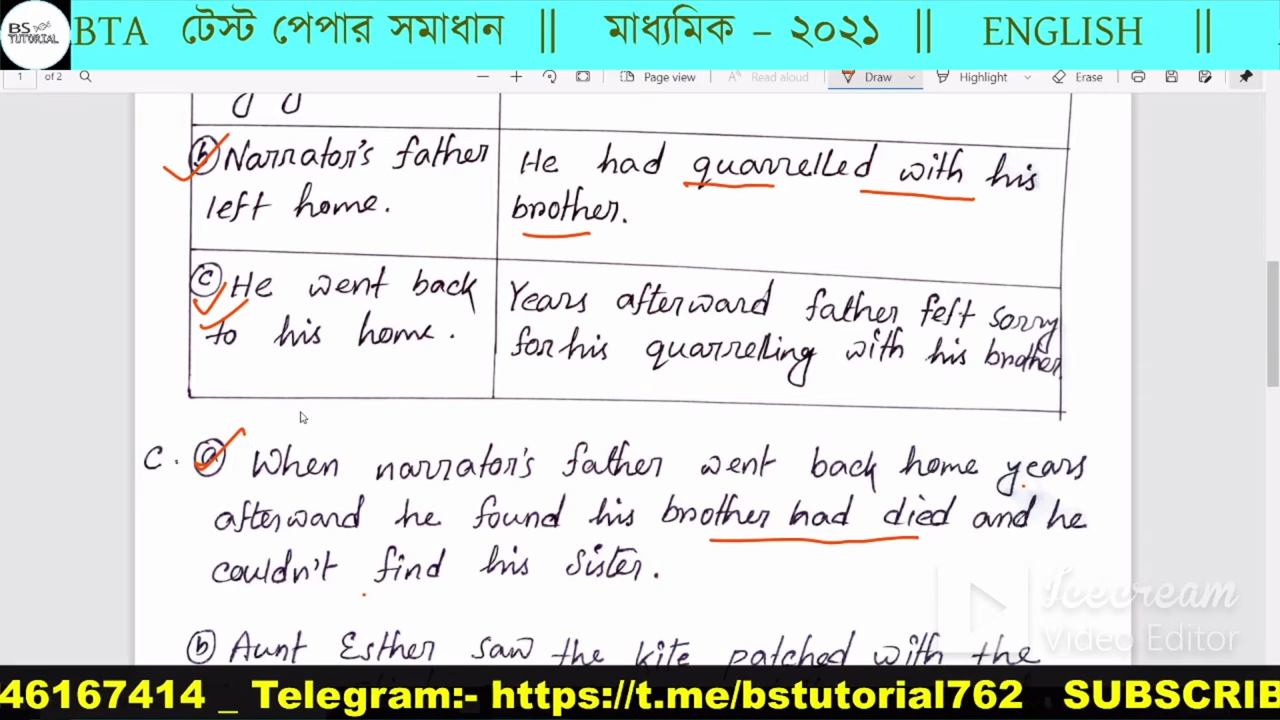 BS
TUTORIAL
BTA টেস্ট পেপার সমাধান || মাধ্যমিক – ২০২১ || ENGLISH ||
1 of 2
Page view
Read aloud
Draw
Highlight
Erase
(b) Narrator's father
left home.
He had quarrelled with his
brother.
(c) He went back
to his home.
Years afterward father felt sorry
for his quarrelling with his brother
C. (a) When narrator's father went back home years
afterward he found his brother had died and he
couldn't find his sister.
(b) Aunt Esther saw the kite patched with the
Icecream
Video Editor
46167414 _ Telegram:- https://t.me/bstutorial762 . SUBSCRIB